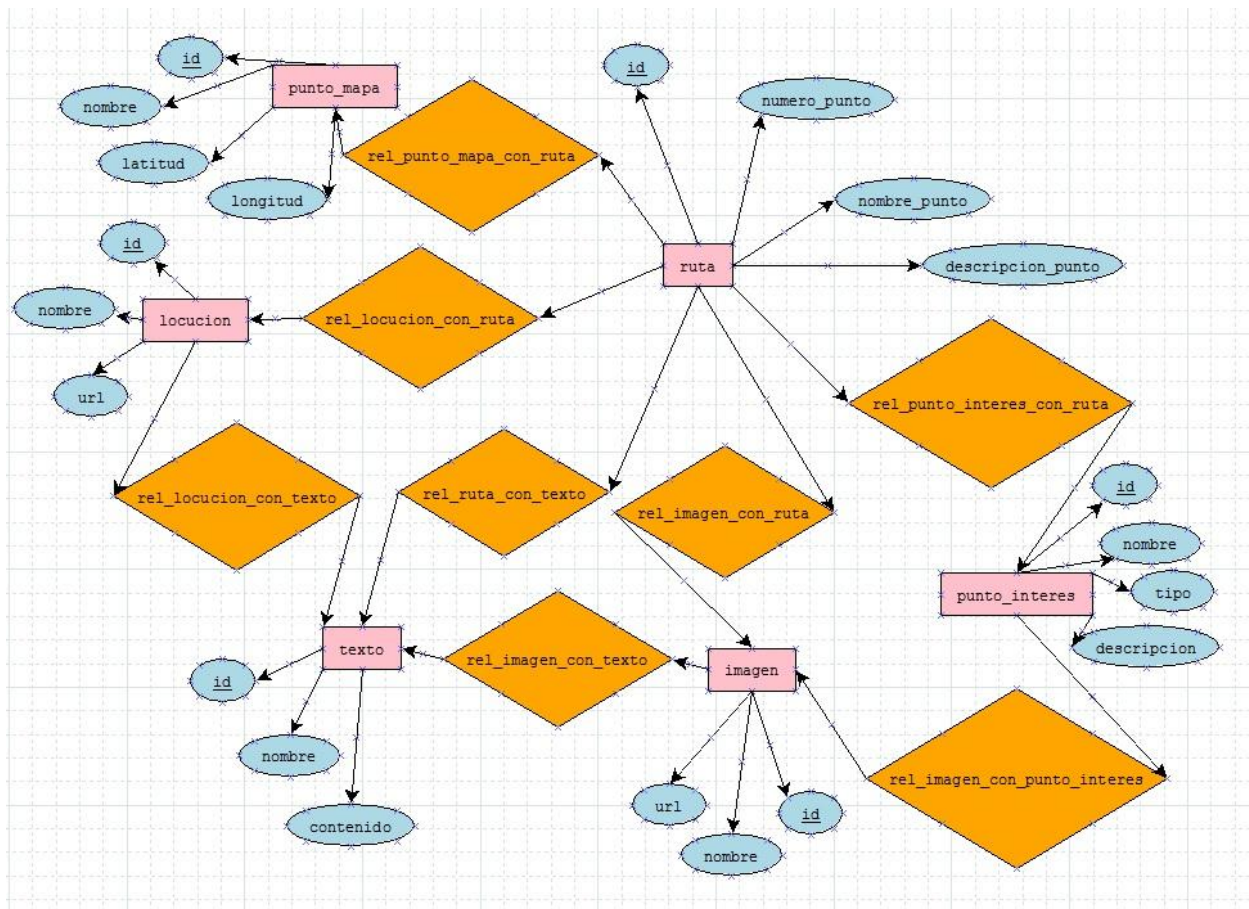 id
punto_mapa
nombre
latitud
longitud
rel_punto_mapa_con_ruta
id
numero_punto
nombre_punto
ruta
descripcion_punto
id
nombre
locucion
url
rel_locucion_con_ruta
rel_punto_interes_con_ruta
rel_locucion_con_texto
rel_ruta_con_texto
rel_imagen_con_ruta
id
nombre
tipo
punto_interes
descripcion
texto
id
nombre
contenido
rel_imagen_con_texto
imagen
url
nombre
id
rel_imagen_con_punto_interes